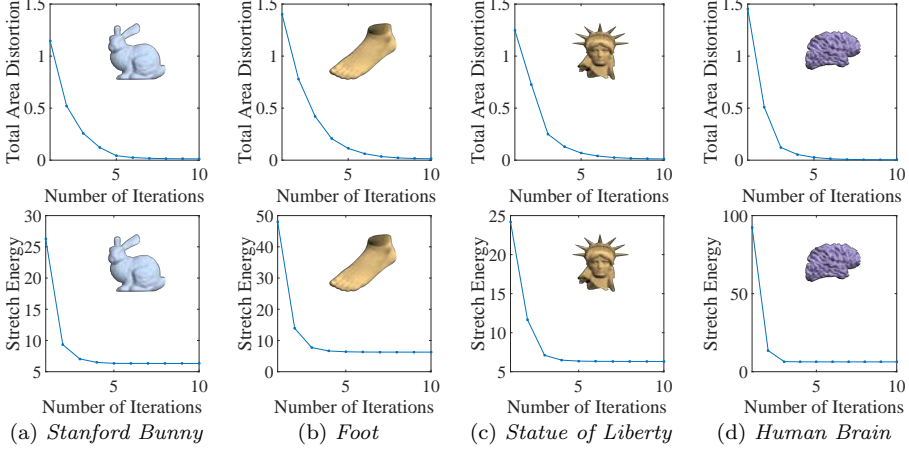 Total Area Distortion
1.5
1
0.5
0
5
10
Number of Iterations
Total Area Distortion
1.5
1
0.5
0
5
10
Number of Iterations
Total Area Distortion
1.5
1
0.5
0
5
10
Number of Iterations
Total Area Distortion
1.5
1
0.5
0
5
10
Number of Iterations
Stretch Energy
30
25
20
15
10
5
5
10
Number of Iterations
Stretch Energy
50
40
30
20
10
0
5
10
Number of Iterations
Stretch Energy
25
20
15
10
5
5
10
Number of Iterations
Stretch Energy
100
50
0
5
10
Number of Iterations
(a) Stanford Bunny
(b) Foot
(c) Statue of Liberty
(d) Human Brain